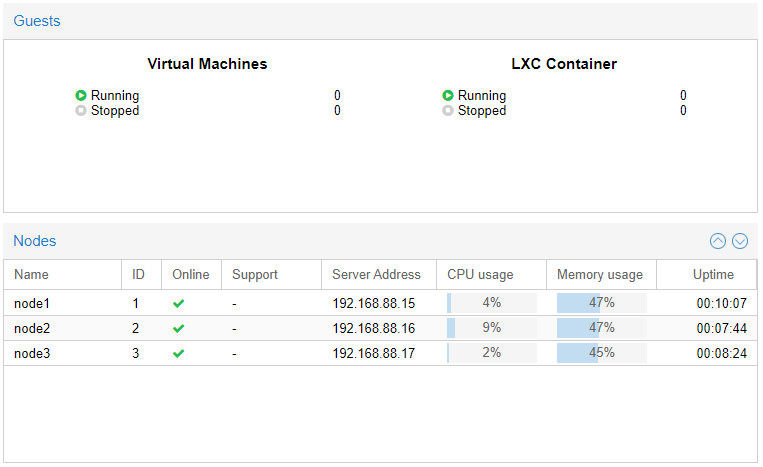 Guests
Virtual Machines LXC Container
Running 0 Running 0
Stopped 0 Stopped 0
Nodes
Name ID Online Support Server Address CPU usage Memory usage Uptime
node1 1 - 192.168.88.15 4% 47% 00:10:07
node2 2 - 192.168.88.16 9% 47% 00:07:44
node3 3 - 192.168.88.17 2% 45% 00:08:24